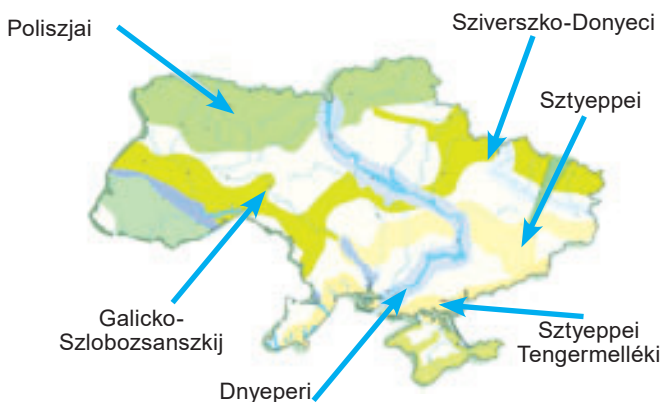 Poliszjai
Sziverszko-Donyeci
Sztyeppei
Galicko-
Szlobozsanszkij
Sztyeppei
Tengermelléki
Dnyeperi